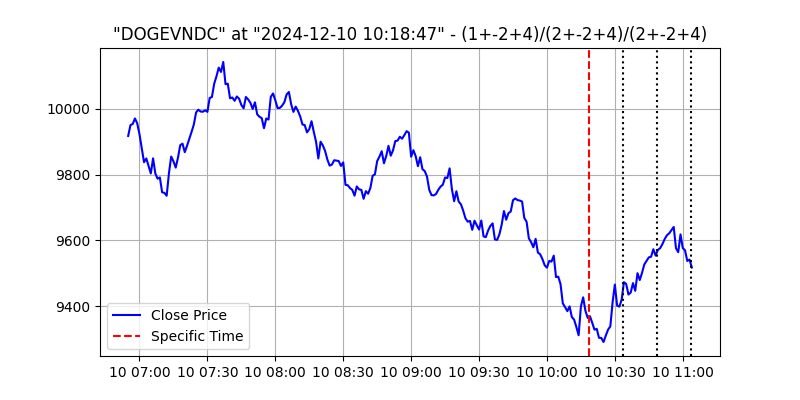 "DOGEVNDC" at "2024-12-10 10:18:47" - (1+-2+4)/(2+-2+4)/(2+-2+4)
10000
9800
9600
9400
Close Price
Specific Time
10 07:00 10 07:30 10 08:00 10 08:30 10 09:00 10 09:30 10 10:00 10 10:30 10 11:00